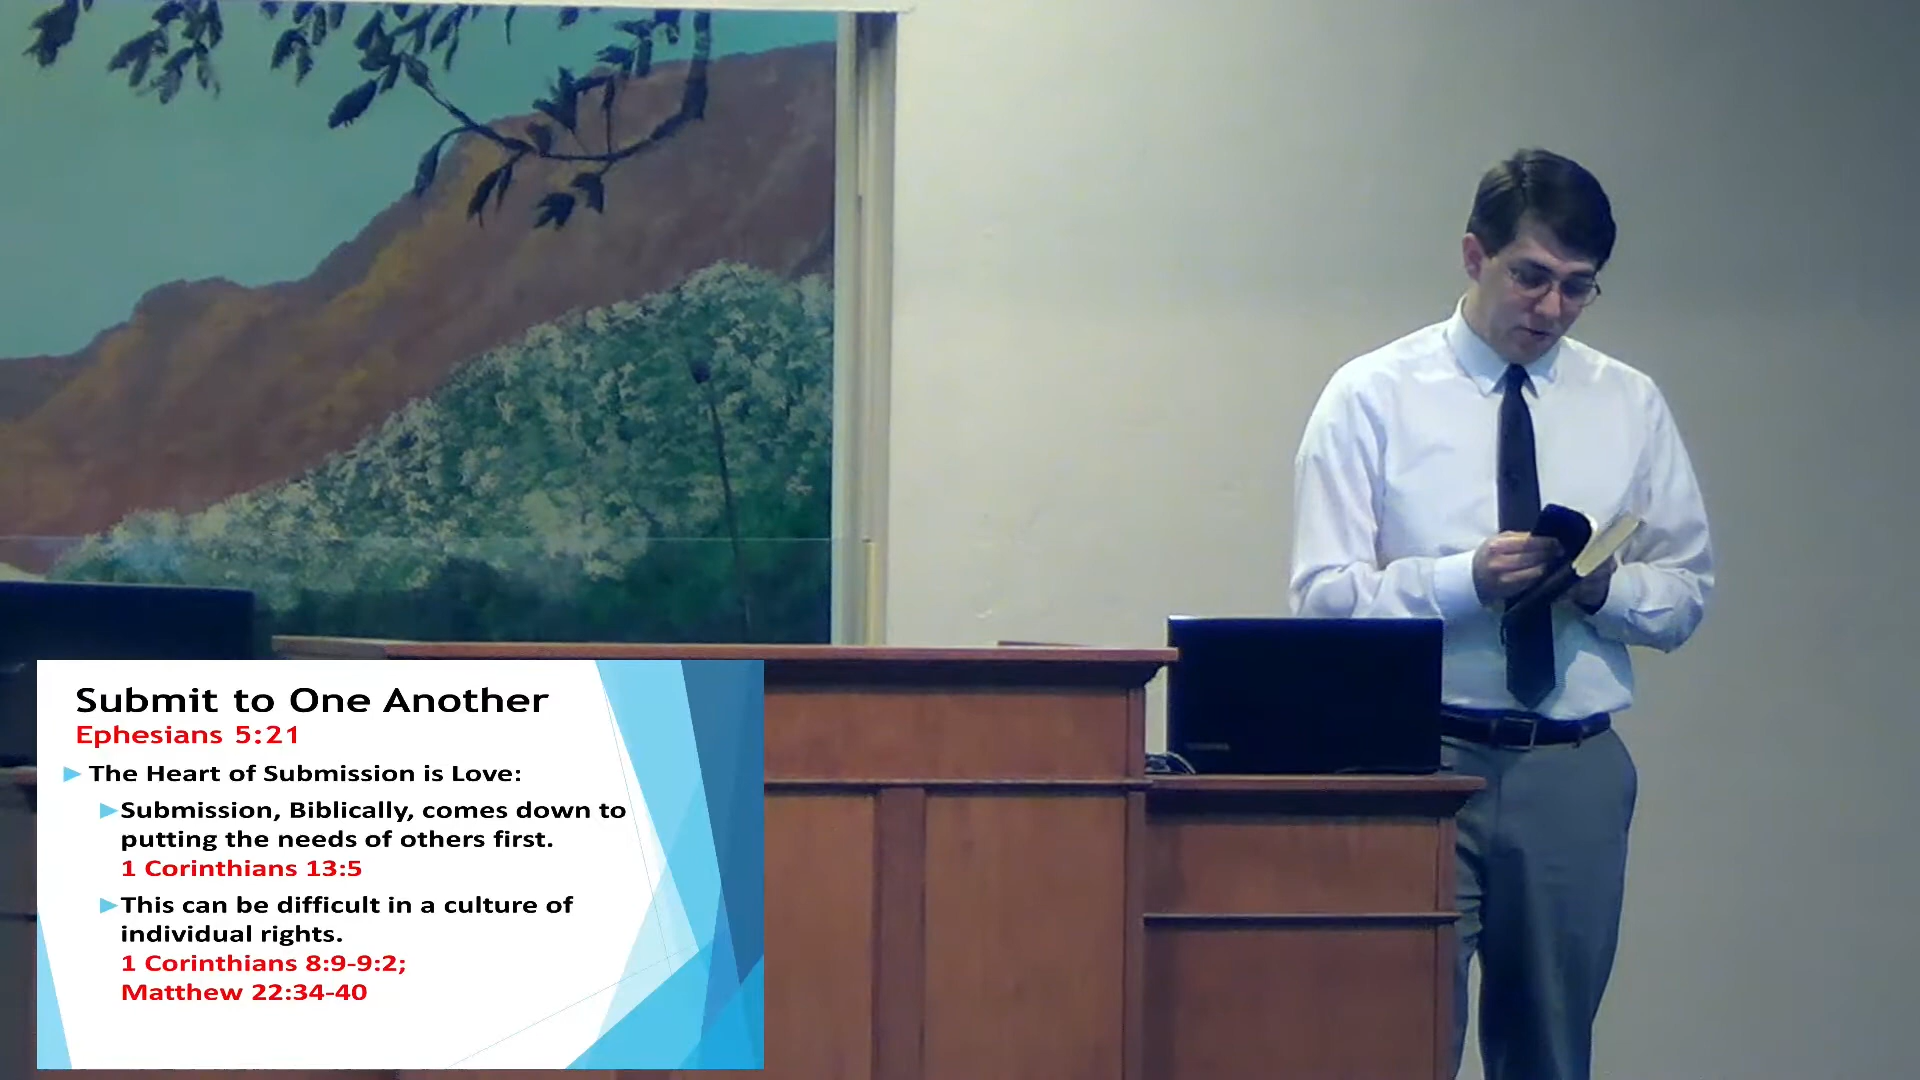 Submit to One Another
Ephesians 5:21
The Heart of Submission is Love:
Submission, Biblically, comes down to
putting the needs of others first.
1 Corinthians 13:5
This can be difficult in a culture of
individual rights.
1 Corinthians 8:9-9:2;
Matthew 22:34-40